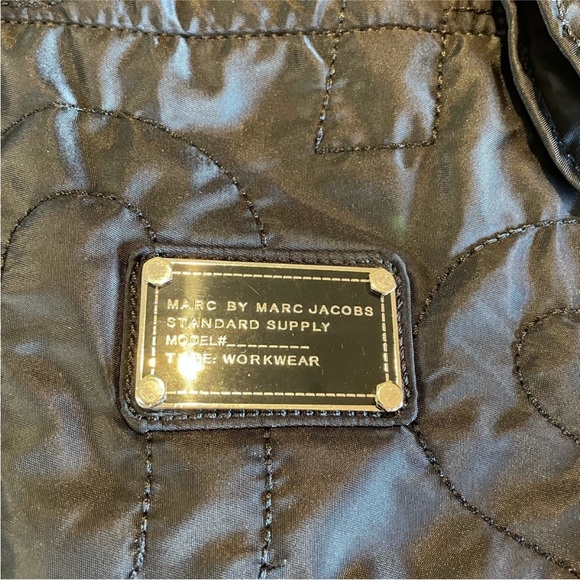 MARC BY MARC JACOBS
STANDARD SUPPLY
MODEL#_________
TYPE: WORKWEAR